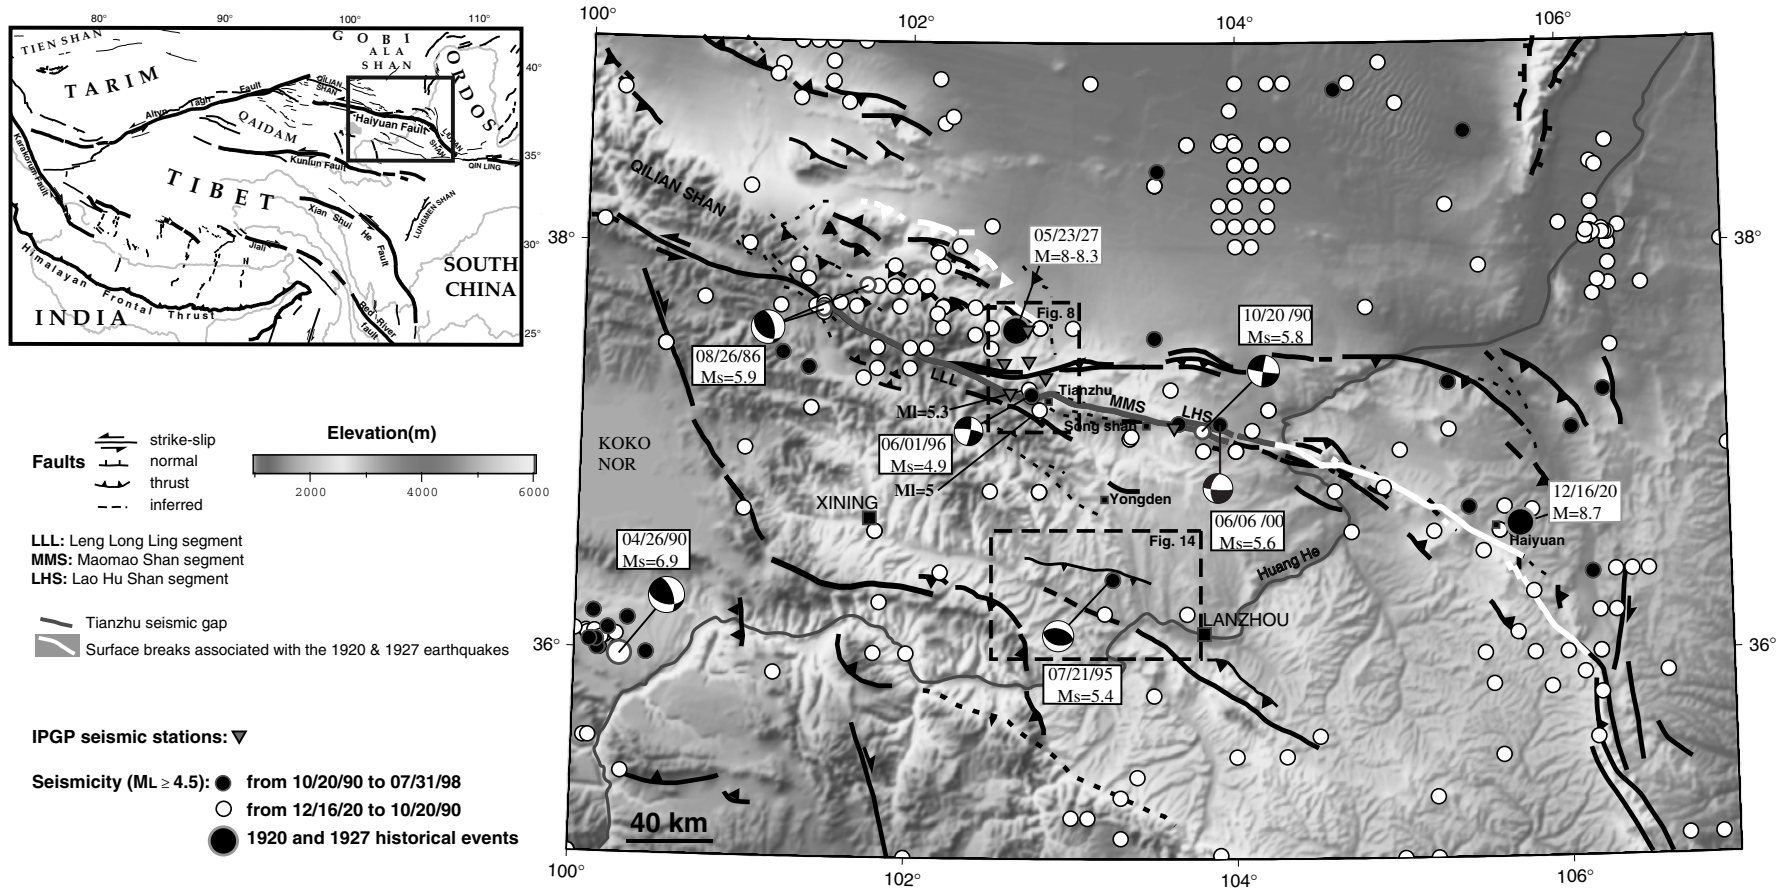 80°
90°
100°
110°
TIEN SHAN
GOBI
ALA
SHAN
ORDOS
40°
TARIM
QILIAN
SHAN
Altyn Tagh Fault
QAIDAM
Haiyuan Fault
LIUPAN
SHAN
35°
Karakorum Fault
Kunlun Fault
QIN LING
TIBET
Xian Shui He Fault
LUNGMEN SHAN
30°
Jiali
Himalayan Frontal Thrust
SOUTH
CHINA
INDIA
Red River
fault
25°
Faults
strike-slip
normal
thrust
inferred
Elevation(m)
2000
4000
6000
LLL: Leng Long Ling segment
MMS: Maomao Shan segment
LHS: Lao Hu Shan segment
Tianzhu seismic gap
Surface breaks associated with the 1920 & 1927 earthquakes
IPGP seismic stations:
Seismicity (ML ≥ 4.5):
from 10/20/90 to 07/31/98
from 12/16/20 to 10/20/90
1920 and 1927 historical events
100°
102°
104°
106°
QILIAN SHAN
38°
38°
05/23/27
M=8-8.3
Fig. 8
10/20 /90
Ms=5.8
08/26/86
Ms=5.9
LLL
Tianzhu
MMS
LHS
Ml=5.3
Song shan
KOKO
NOR
06/01/96
Ms=4.9
Ml=5
XINING
Yongden
12/16/20
M=8.7
06/06 /00
Ms=5.6
Haiyuan
04/26/90
Ms=6.9
Fig. 14
Huang He
LANZHOU
36°
36°
07/21/95
Ms=5.4
40 km
100°
102°
104°
106°